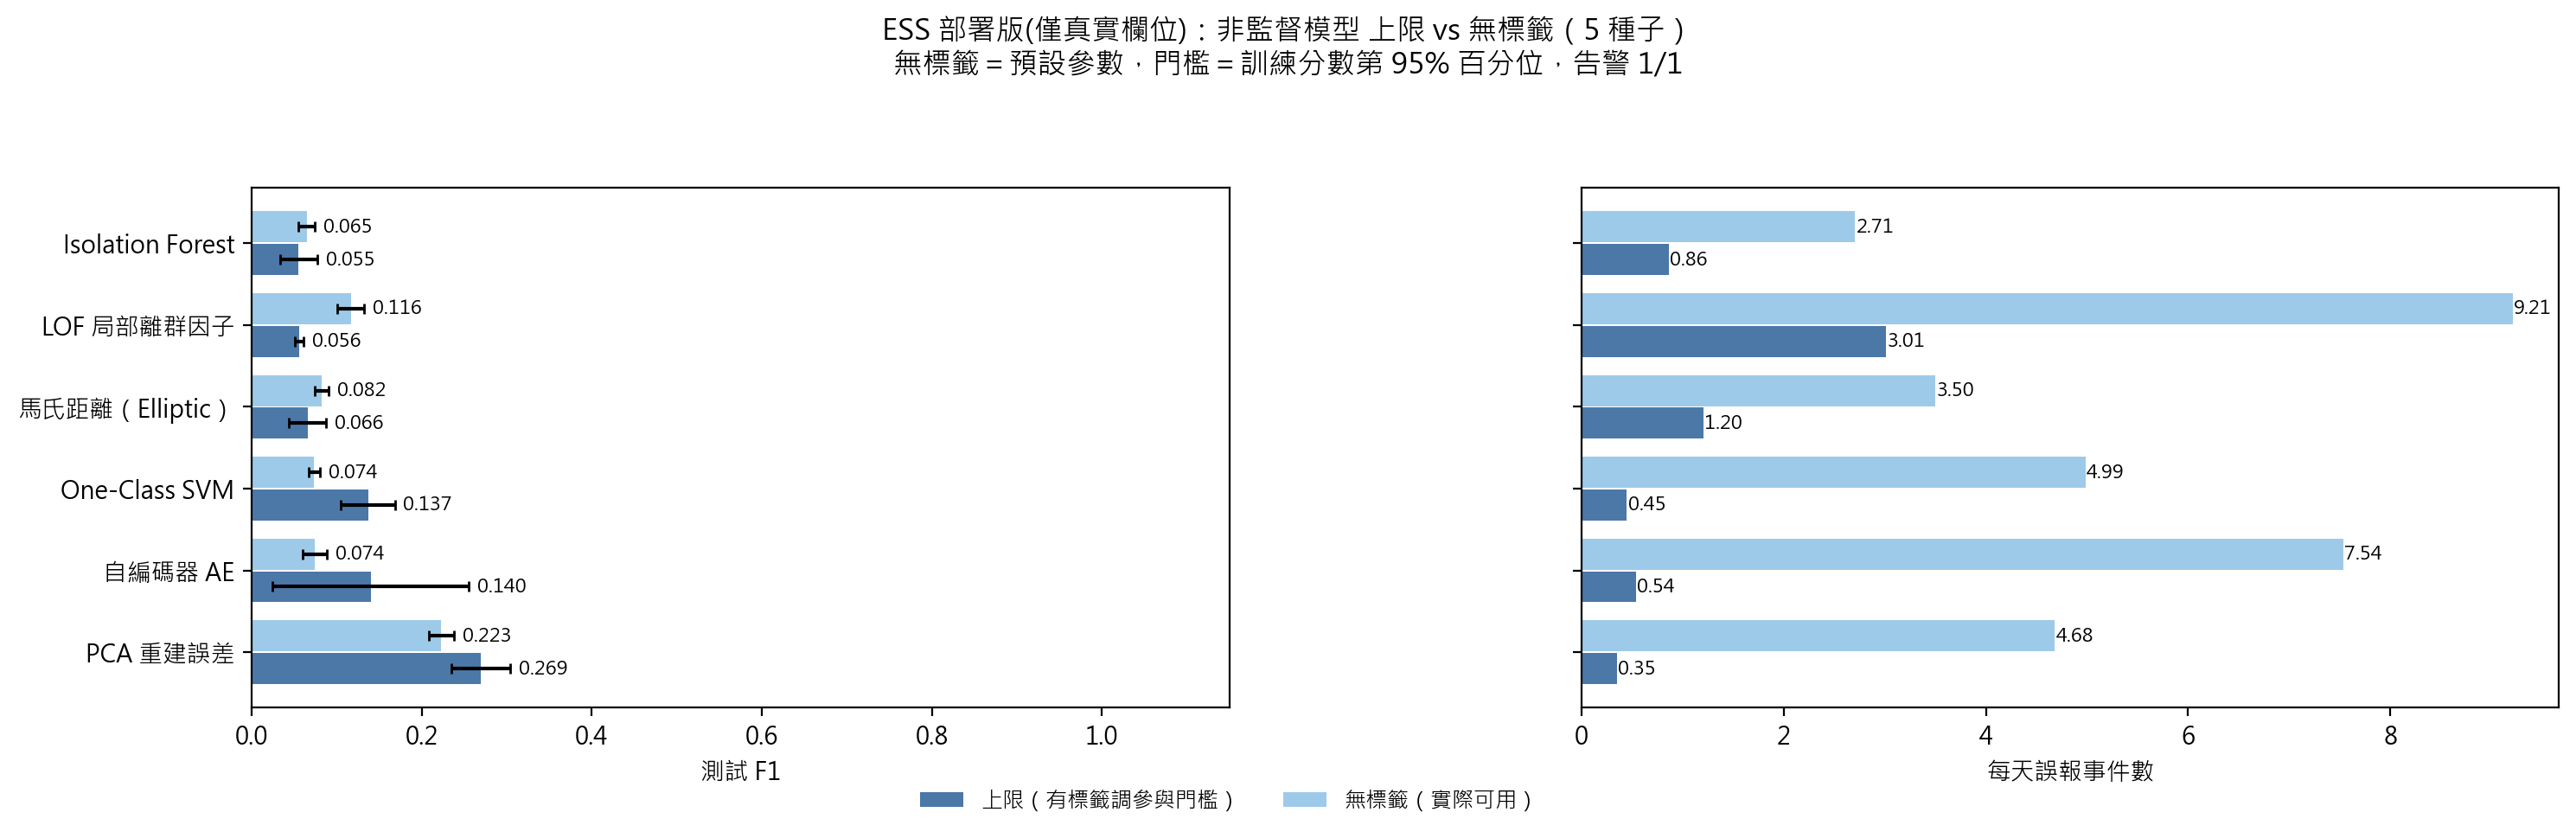 ESS 部署版(僅真實欄位)：非監督模型 上限 vs 無標籤（5 種子）
無標籤＝預設參數，門檻＝訓練分數第 95% 百分位，告警 1/1
Isolation Forest
0.065
0.055
LOF 局部離群因子
0.116
0.056
馬氏距離（Elliptic）
0.082
0.066
One-Class SVM
0.074
0.137
自編碼器 AE
0.074
0.140
PCA 重建誤差
0.223
0.269
0.0 0.2 0.4 0.6 0.8 1.0
測試 F1
2.71
0.86
9.21
3.01
3.50
1.20
4.99
0.45
7.54
0.54
4.68
0.35
0 2 4 6 8
每天誤報事件數
上限（有標籤調參與門檻）
無標籤（實際可用）